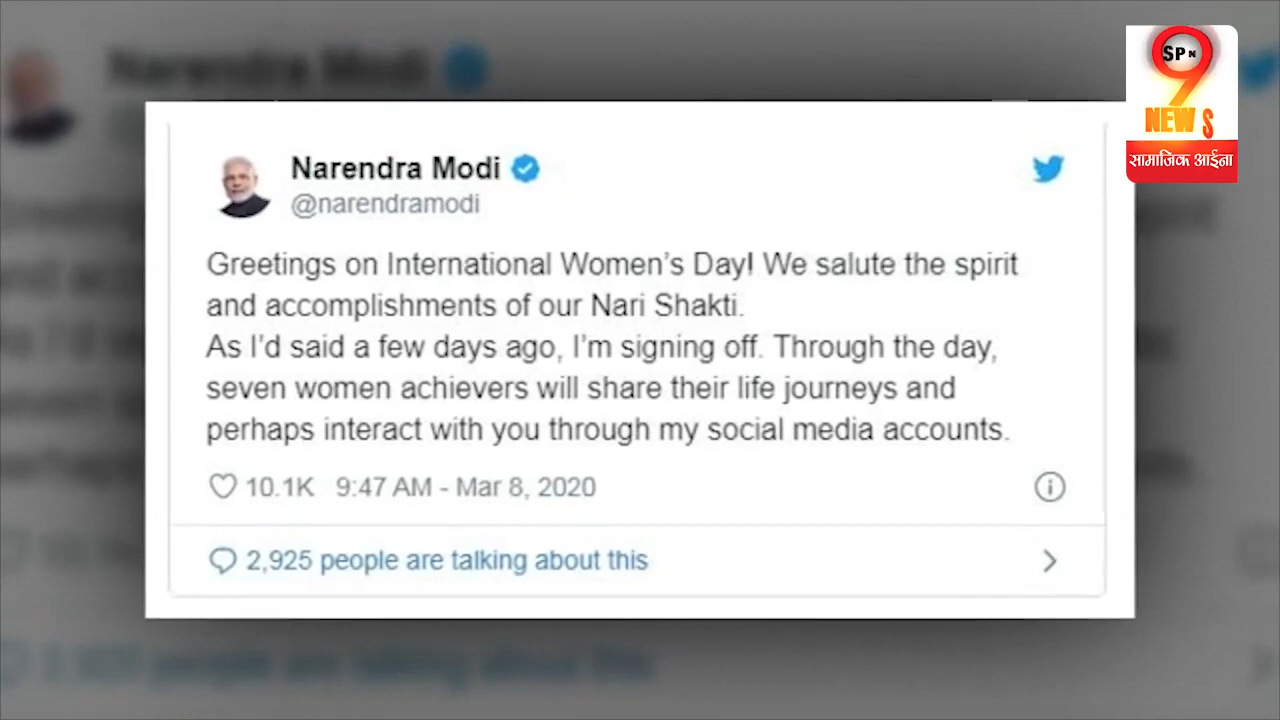 Narendra Modi
@narendramodi
Greetings on International Women's Day! We salute the spirit
and accomplishments of our Nari Shakti.
As I'd said a few days ago, I'm signing off. Through the day,
seven women achievers will share their life journeys and
perhaps interact with you through my social media accounts.
10.1K 9:47 AM - Mar 8, 2020
2,925 people are talking about this
SPN
9
NEWS
सामाजिक आईना